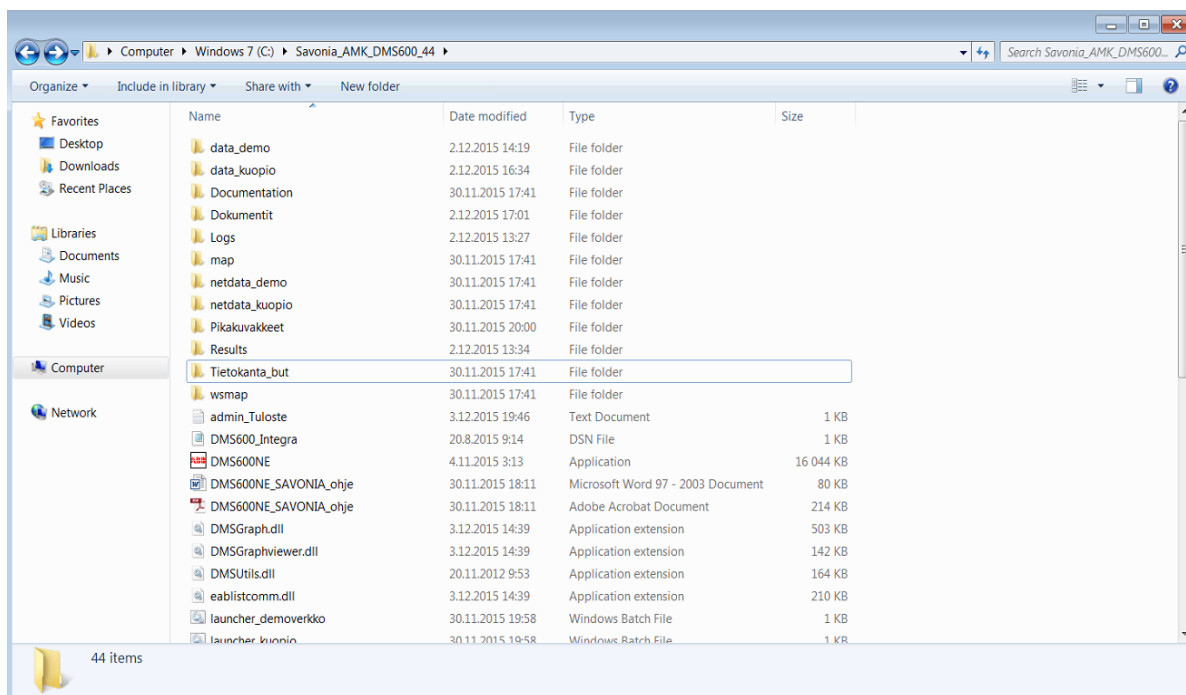 Computer Windows 7 (C:) Savonia_AMK_DMS600_44 Search Savonia_AMK_DMS600...
Organize Include in library Share with New folder
Favorites
Desktop
Downloads
Recent Places
Libraries
Documents
Music
Pictures
Videos
Computer
Network
Name Date modified Type Size
data_demo 2.12.2015 14:19 File folder
data_kuopio 2.12.2015 16:34 File folder
Documentation 30.11.2015 17:41 File folder
Dokumentit 2.12.2015 17:01 File folder
Logs 2.12.2015 13:27 File folder
map 30.11.2015 17:41 File folder
netdata_demo 30.11.2015 17:41 File folder
netdata_kuopio 30.11.2015 17:41 File folder
Pikakuvakkeet 30.11.2015 20:00 File folder
Results 2.12.2015 13:34 File folder
Tietokanta_but 30.11.2015 17:41 File folder
wsmap 30.11.2015 17:41 File folder
admin_Tuloste 3.12.2015 19:46 Text Document 1 KB
DMS600_Integra 20.8.2015 9:14 DSN File 1 KB
DMS600NE 4.11.2015 3:13 Application 16 044 KB
DMS600NE_SAVONIA_ohje 30.11.2015 18:11 Microsoft Word 97 - 2003 Document 80 KB
DMS600NE_SAVONIA_ohje 30.11.2015 18:11 Adobe Acrobat Document 214 KB
DMSGraph.dll 3.12.2015 14:39 Application extension 503 KB
DMSGraphviewer.dll 3.12.2015 14:39 Application extension 142 KB
DMSUtils.dll 20.11.2012 9:53 Application extension 164 KB
eablistcomm.dll 3.12.2015 14:39 Application extension 210 KB
launcher_demoverkko 30.11.2015 19:58 Windows Batch File 1 KB
launcher_kuopio 30.11.2015 19:58 Windows Batch File 1 KB
44 items